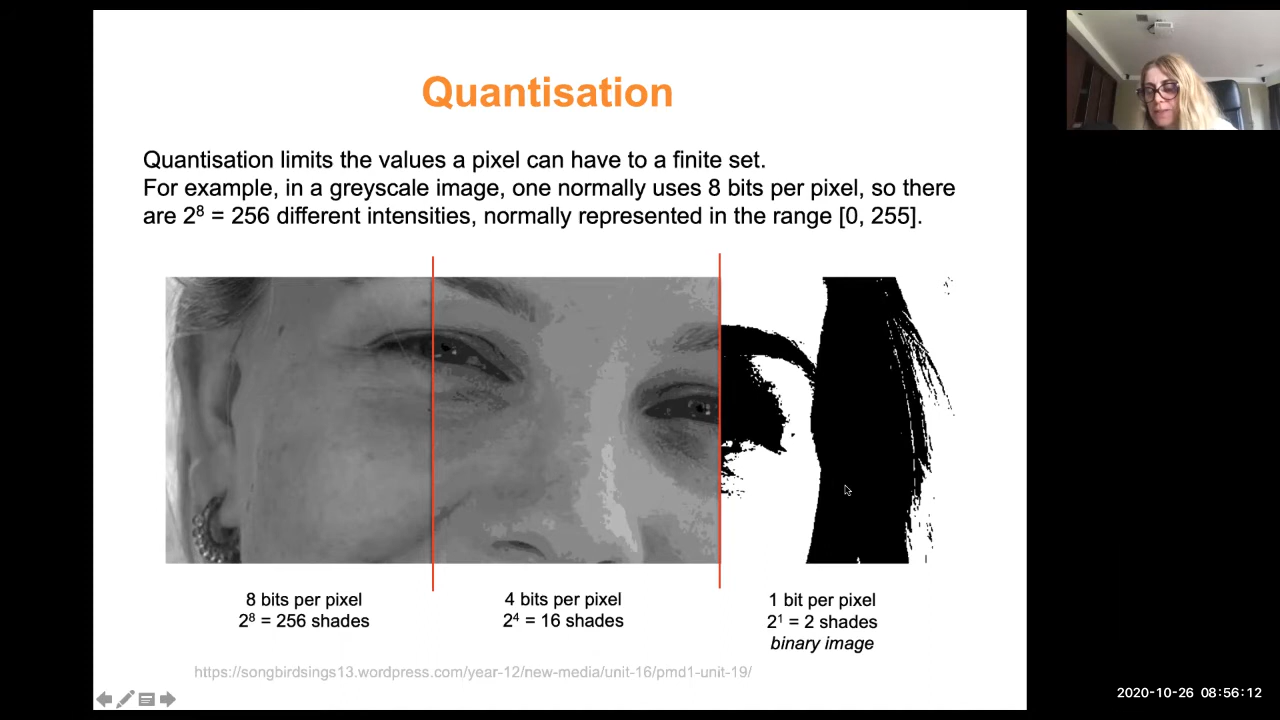 Quantisation
Quantisation limits the values a pixel can have to a finite set.
For example, in a greyscale image, one normally uses 8 bits per pixel, so there
are 2⁸ = 256 different intensities, normally represented in the range [0, 255].
8 bits per pixel
2⁸ = 256 shades
4 bits per pixel
2⁴ = 16 shades
1 bit per pixel
2¹ = 2 shades
binary image
https://songbirdsings13.wordpress.com/year-12/new-media/unit-16/pmd1-unit-19/
2020-10-26 08:56:12